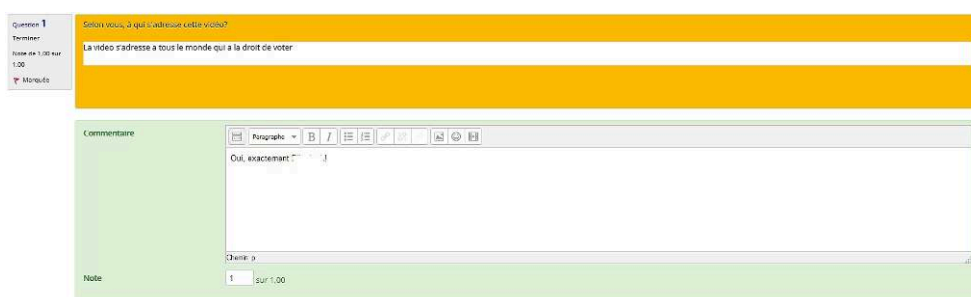 Question 1
Terminer
Note de 1,00 sur
1,00
Marquée
Selon vous, à qui s'adresse cette vidéo?
La video s'adresse a tous le monde qui a la droit de voter
Commentaire
Paragraphe B I
Oui, exactement !
Chemin: p
Note
1 sur 1,00